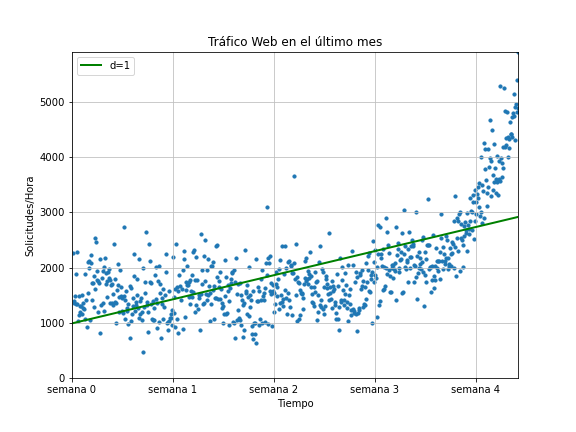 Tráfico Web en el último mes
d=1
5000
4000
3000
2000
1000
0
Solicitudes/Hora
semana 0 semana 1 semana 2 semana 3 semana 4
Tiempo